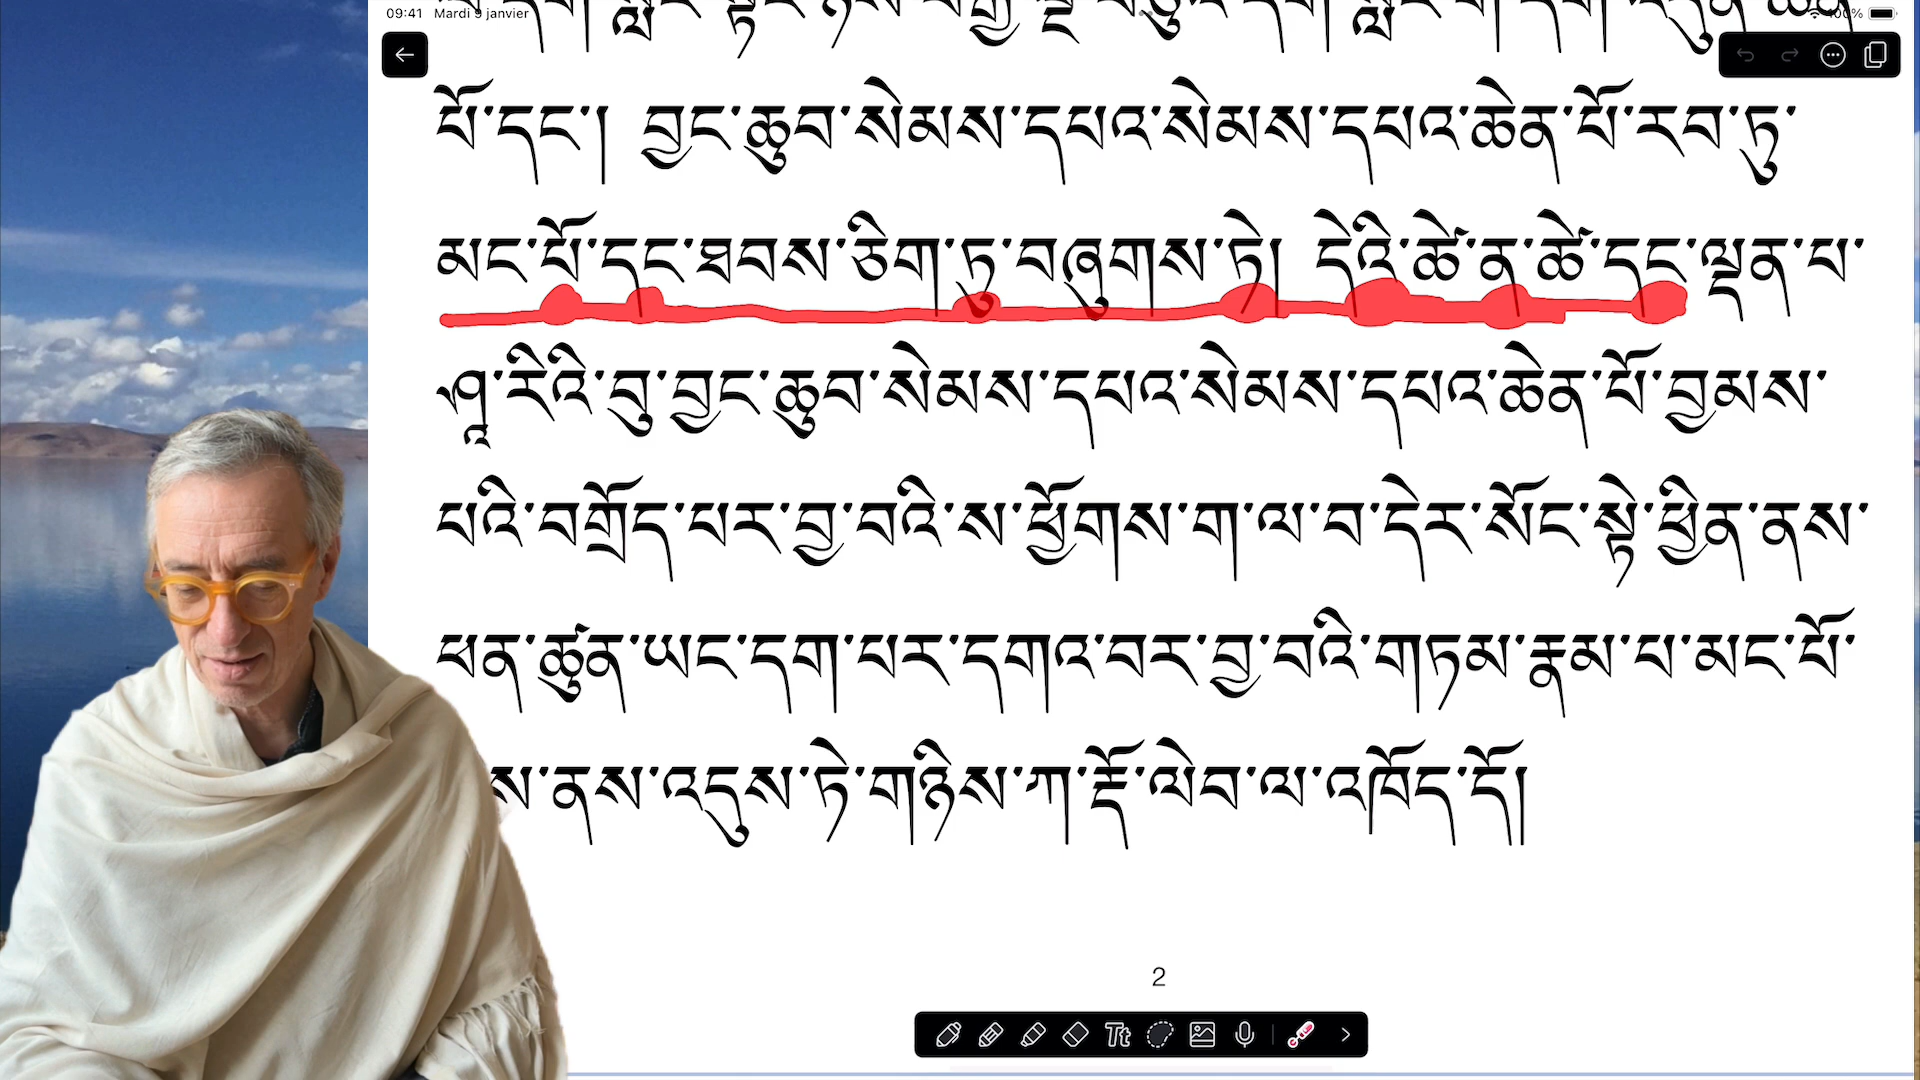 09:41 Mardi 9 janvier
100%
པོ་དང་། བྱང་ཆུབ་སེམས་དཔའ་སེམས་དཔའ་ཆེན་པོ་རབ་ཏུ་
མང་པོ་དང་ཐབས་ཅིག་ཏུ་བཞུགས་ཏེ། དེའི་ཚེ་ན་ཚེ་དང་ལྡན་པ་
ཤཱ་རིའི་བུ་བྱང་ཆུབ་སེམས་དཔའ་སེམས་དཔའ་ཆེན་པོ་བྱམས་
པའི་བགྲོད་པར་བྱ་བའི་ས་ཕྱོགས་ག་ལ་བ་དེར་སོང་སྟེ་ཕྱིན་ནས་
ཕན་ཚུན་ཡང་དག་པར་དགའ་བར་བྱ་བའི་གཏམ་རྣམ་པ་མང་པོ་
ས་ནས་འདུས་ཏེ་གཉིས་ཀ་རྡོ་ལེབ་ལ་འཁོད་དོ།
2
Tt